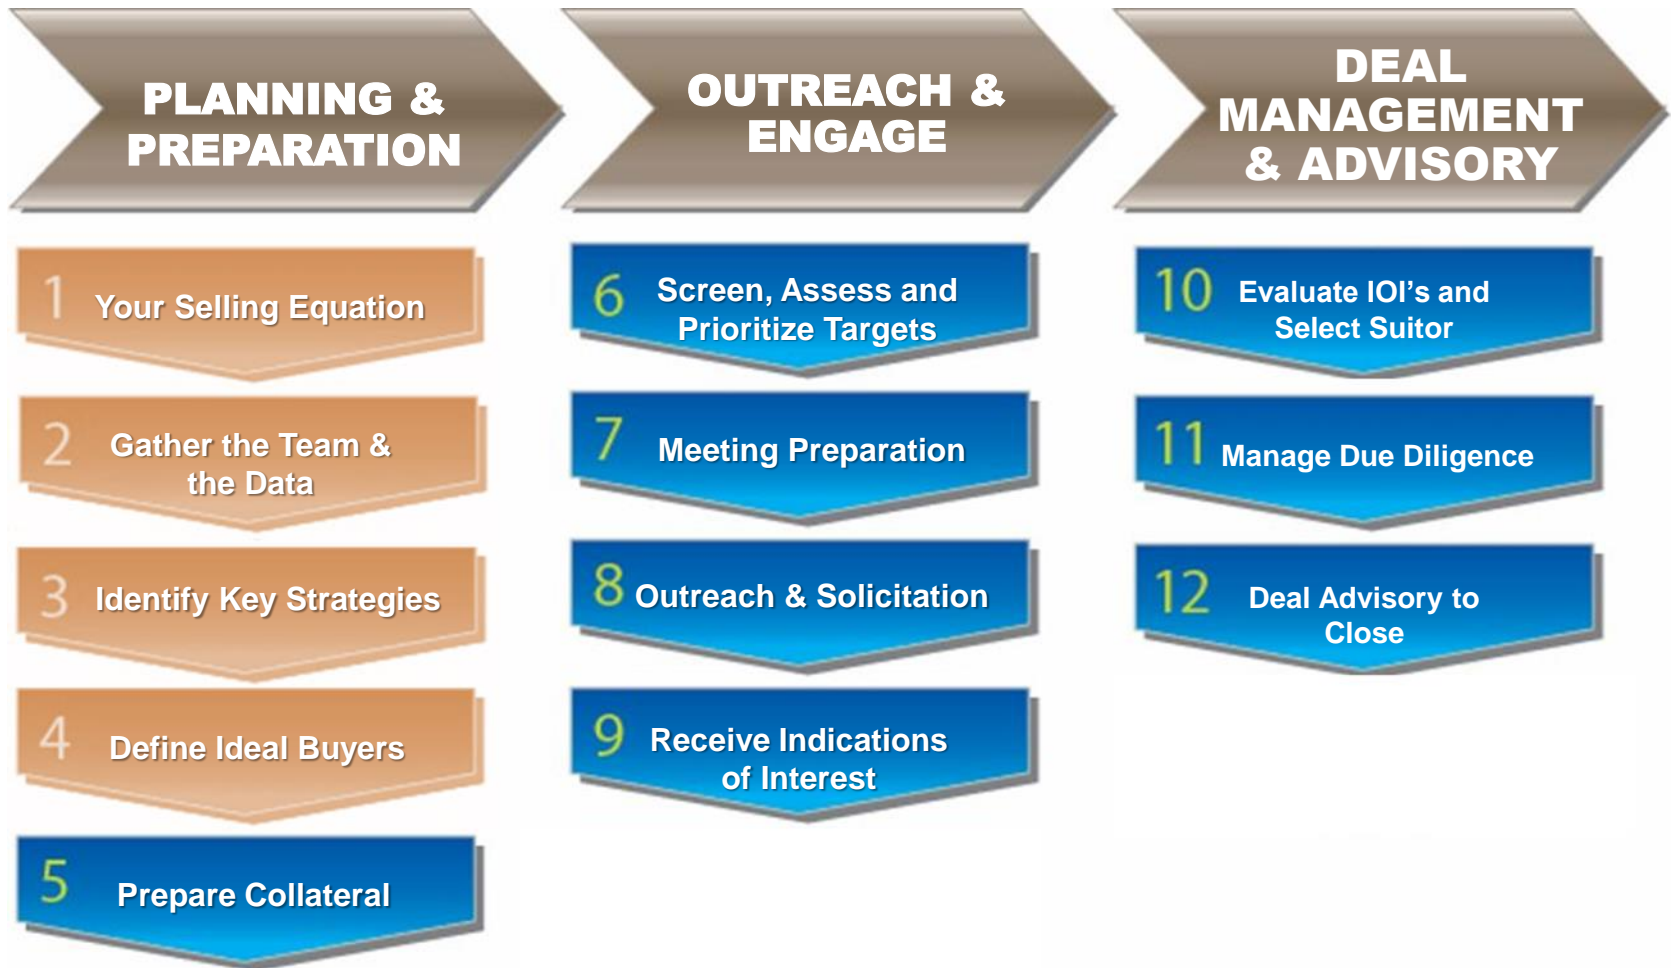 PLANNING &
PREPARATION
1
Your Selling Equation
2
Gather the Team &
the Data
3
Identify Key Strategies
4
Define Ideal Buyers
5
Prepare Collateral
OUTREACH &
ENGAGE
6
Screen, Assess and
Prioritize Targets
7
Meeting Preparation
8
Outreach & Solicitation
9
Receive Indications
of Interest
DEAL
MANAGEMENT
& ADVISORY
10
Evaluate IOI's and
Select Suitor
11
Manage Due Diligence
12
Deal Advisory to
Close